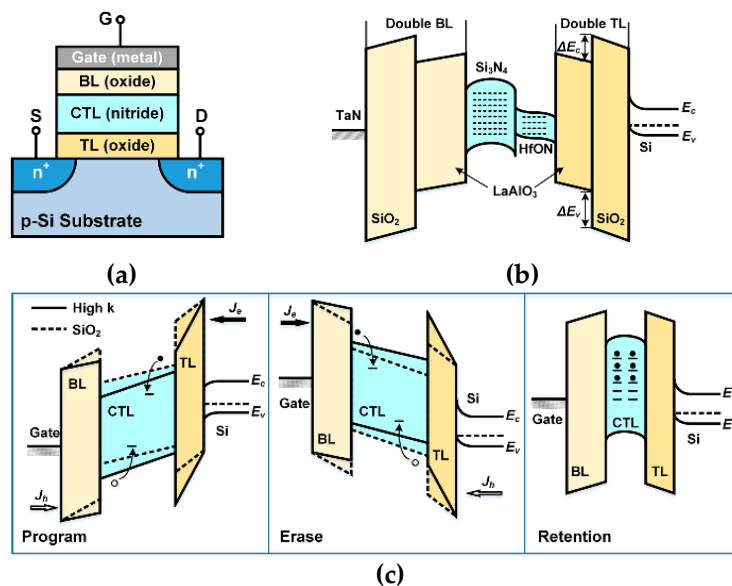 G
Gate (metal)
BL (oxide)
CTL (nitride)
TL (oxide)
S
D
n+
n+
p-Si Substrate
(a)
Double BL
Double TL
ΔEc
Si3N4
TaN
Ec
Ev
Si
HfON
LaAlO3
SiO2
ΔEv
SiO2
(b)
High k
SiO2
Je
TL
BL
CTL
Ec
Ev
Si
Gate
Jh
Program
Je
Si
Gate
CTL
Ec
Ev
BL
TL
Jh
Erase
Gate
CTL
Si
BL
TL
Retention
(c)